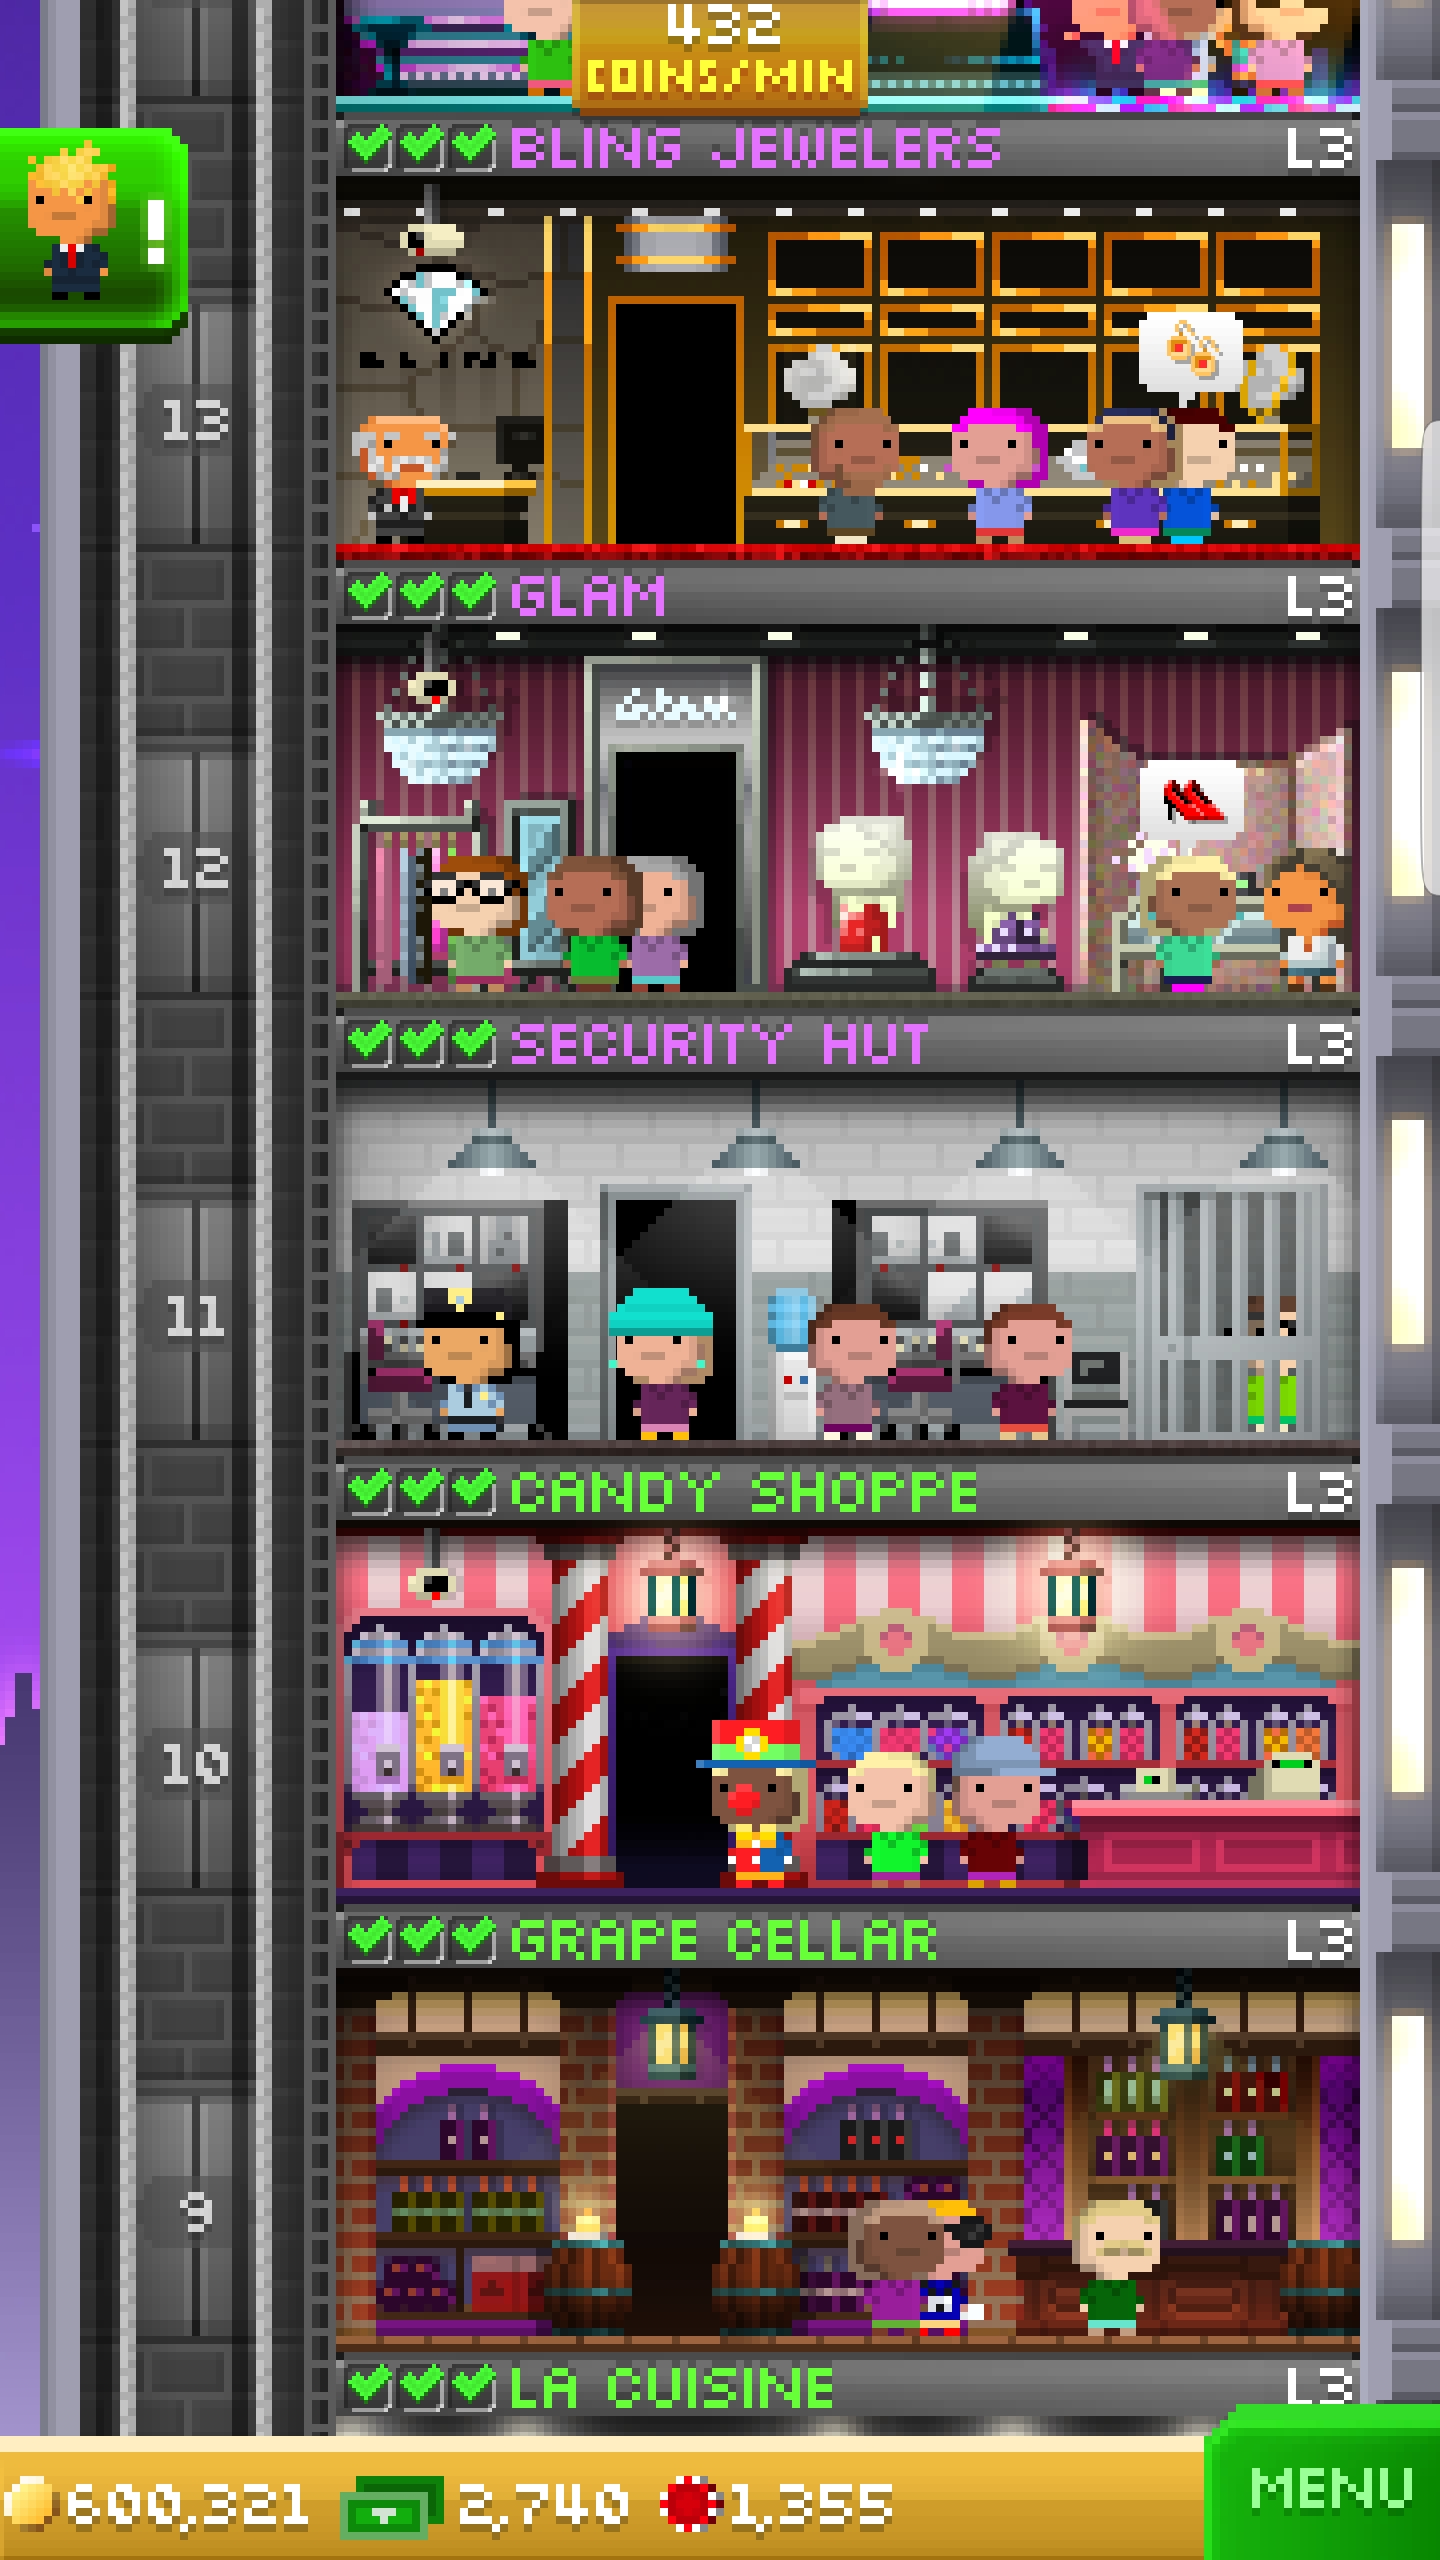 432
COINS/MIN
BLING JEWELERS L3
!
BLING
13
GLAM L3
Glam
12
SECURITY HUT L3
11
CANDY SHOPPE L3
10
GRAPE CELLAR L3
9
LA CUISINE L3
600,321 2,740 1,355 MENU